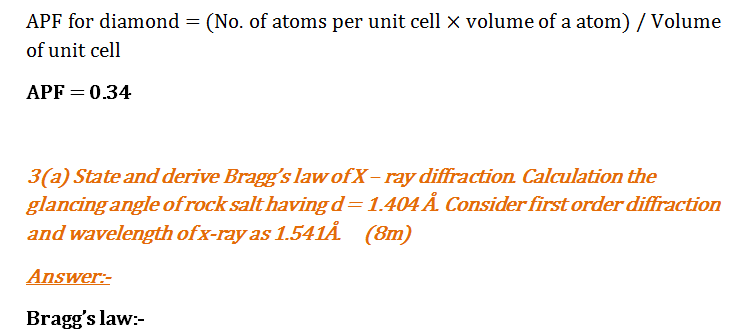 APF for diamond = (No. of atoms per unit cell × volume of a atom) / Volume
of unit cell
APF = 0.34
3(a) State and derive Bragg's law of X – ray diffraction. Calculation the
glancing angle of rock salt having d = 1.404 Å. Consider first order diffraction
and wavelength of x-ray as 1.541Å. (8m)
Answer:-
Bragg's law:-